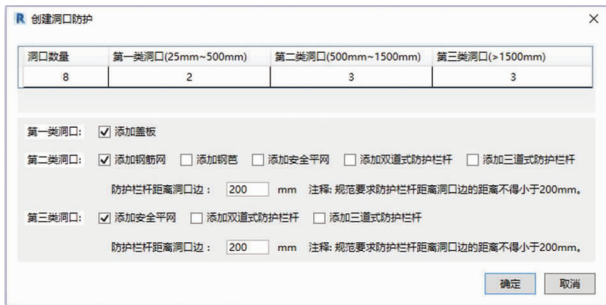 创建洞口防护
洞口数量 第一类洞口(25mm~500mm) 第二类洞口(500mm~1500mm) 第三类洞口(>1500mm)
8 2 3 3
第一类洞口: 添加盖板
第二类洞口: 添加钢筋网 添加钢笆 添加安全平网 添加双道式防护栏杆 添加三道式防护栏杆
防护栏杆距离洞口边: 200 mm 注释: 规范要求防护栏杆距离洞口边的距离不得小于200mm。
第三类洞口: 添加安全平网 添加双道式防护栏杆 添加三道式防护栏杆
防护栏杆距离洞口边: 200 mm 注释: 规范要求防护栏杆距离洞口边的距离不得小于200mm。
确定 取消